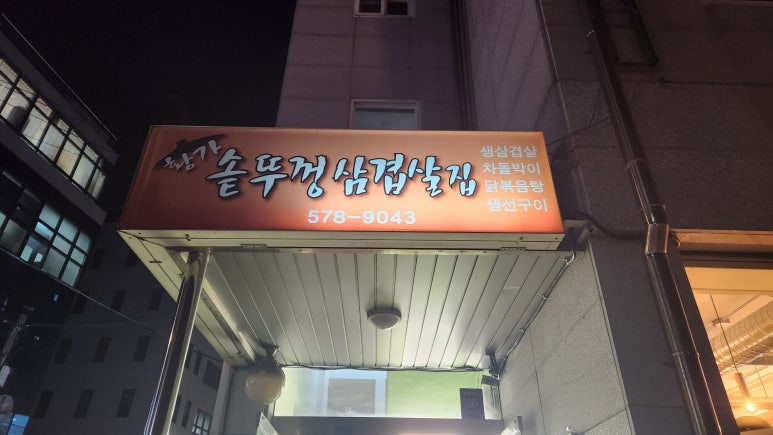 황가 솥뚜껑삼겹살집
578-9043
생삼겹살
차돌박이
닭볶음탕
생선구이